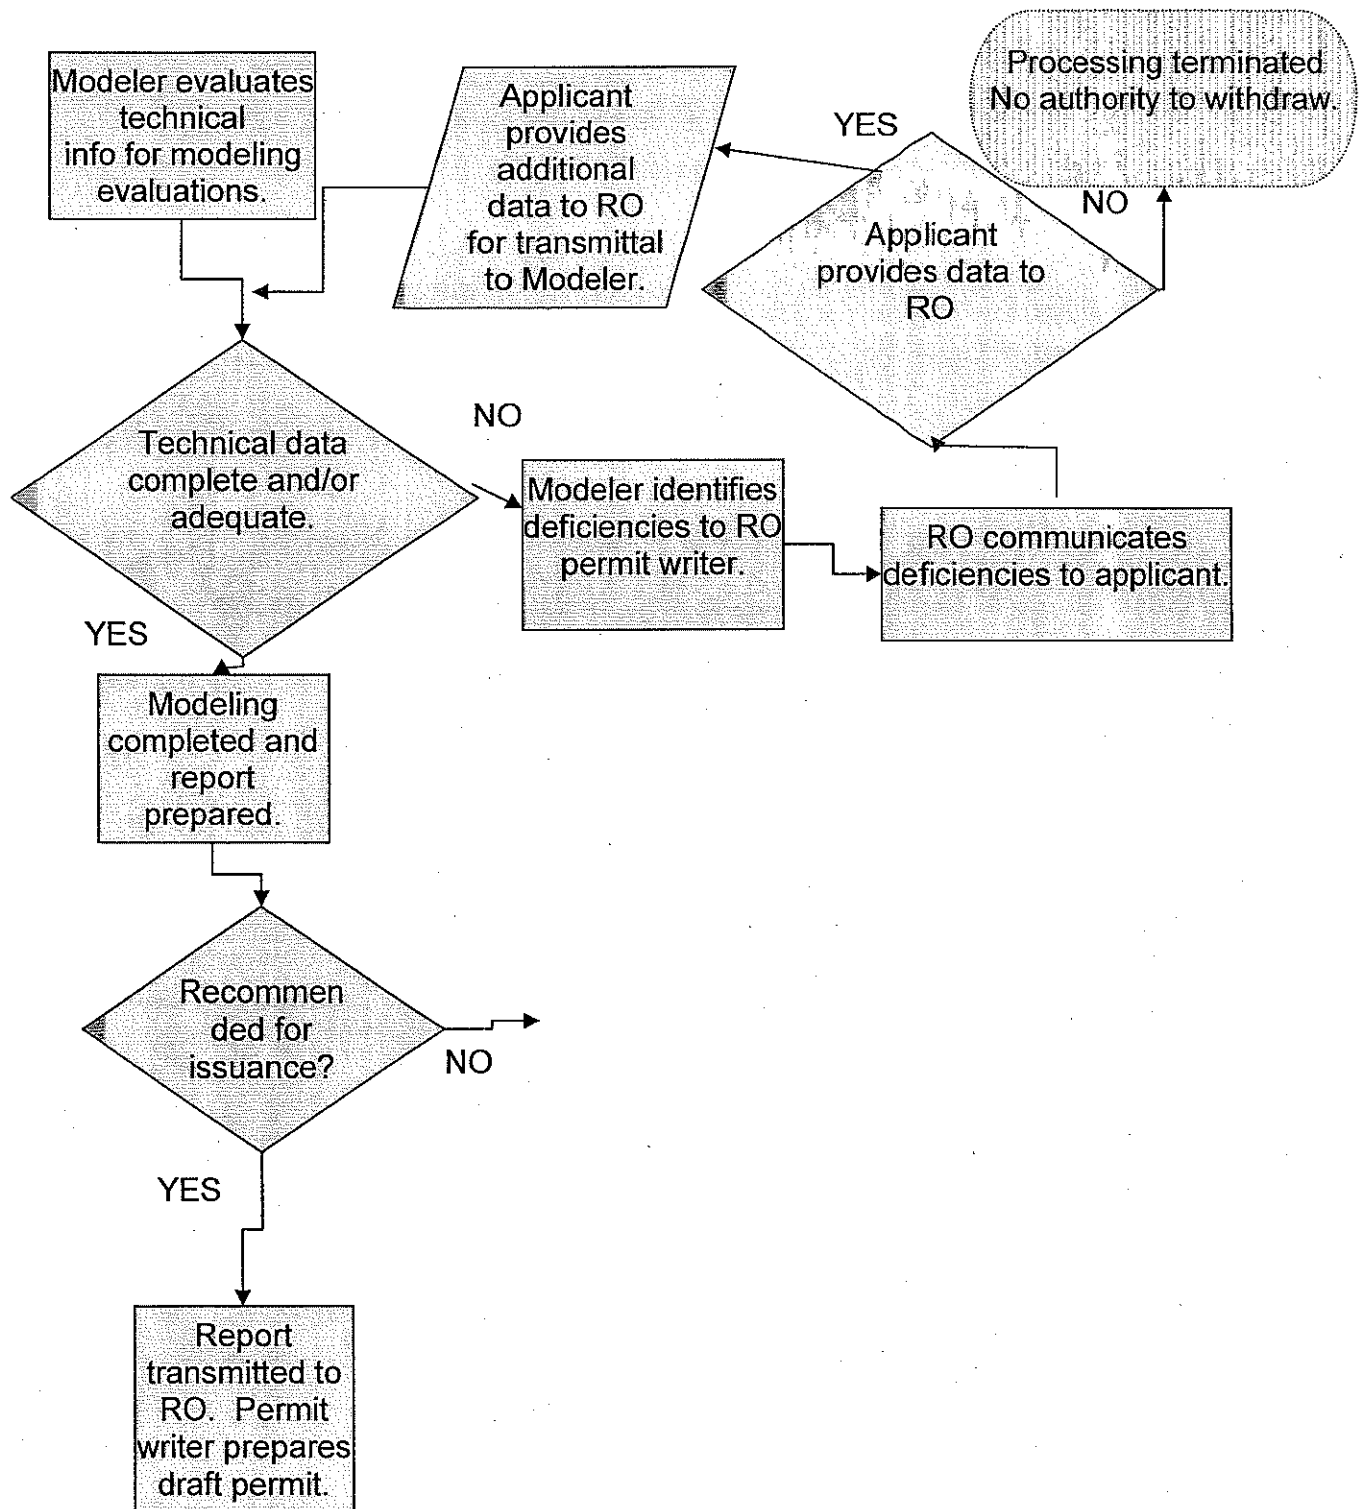 Modeler evaluates
technical
info for modeling
evaluations.
Applicant
provides
additional
data to RO
for transmittal
to Modeler.
YES
Processing terminated.
No authority to withdraw.
NO
Applicant
provides data to
RO
Technical data
complete and/or
adequate.
NO
Modeler identifies
deficiencies to RO
permit writer.
RO communicates
deficiencies to applicant.
YES
Modeling
completed and
report
prepared.
Recommen
ded for
issuance?
NO
YES
Report
transmitted to
RO. Permit
writer prepares
draft permit.